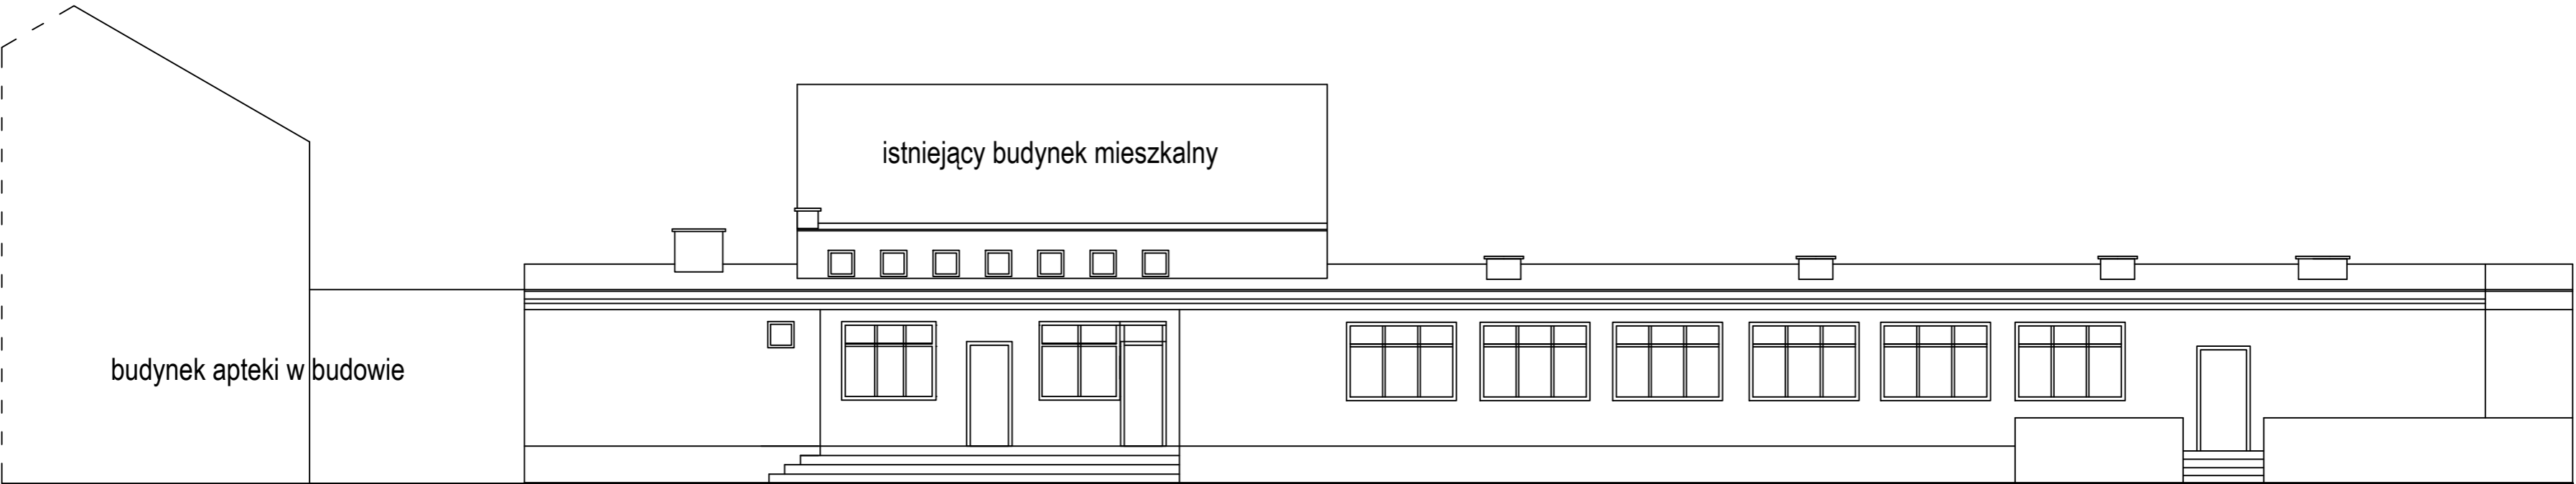 istniejący budynek mieszkalny
budynek apteki w budowie